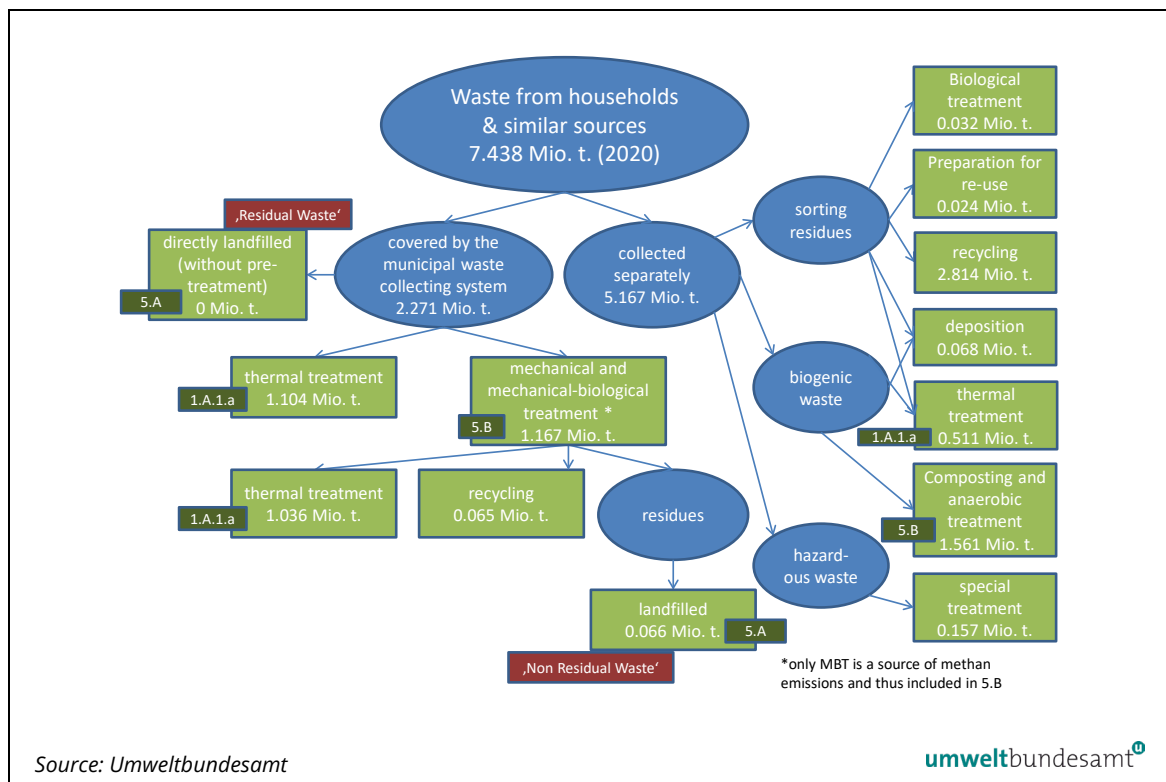 Waste from households
& similar sources
7.438 Mio. t. (2020)
‚Residual Waste‘
directly landfilled
(without pre-
treatment)
0 Mio. t.
5.A
covered by the
municipal waste
collecting system
2.271 Mio. t.
collected
separately
5.167 Mio. t.
sorting
residues
Biological
treatment
0.032 Mio. t.
Preparation for
re-use
0.024 Mio. t.
recycling
2.814 Mio. t.
deposition
0.068 Mio. t.
thermal treatment
1.104 Mio. t.
1.A.1.a
mechanical and
mechanical-biological
treatment *
1.167 Mio. t.
5.B
biogenic
waste
thermal
treatment
0.511 Mio. t.
1.A.1.a
thermal treatment
1.036 Mio. t.
1.A.1.a
recycling
0.065 Mio. t.
residues
Composting and
anaerobic
treatment
1.561 Mio. t.
5.B
hazard-
ous waste
special
treatment
0.157 Mio. t.
landfilled
0.066 Mio. t.
5.A
‚Non Residual Waste‘
*only MBT is a source of methan
emissions and thus included in 5.B
Source: Umweltbundesamt
umweltbundesamt
u